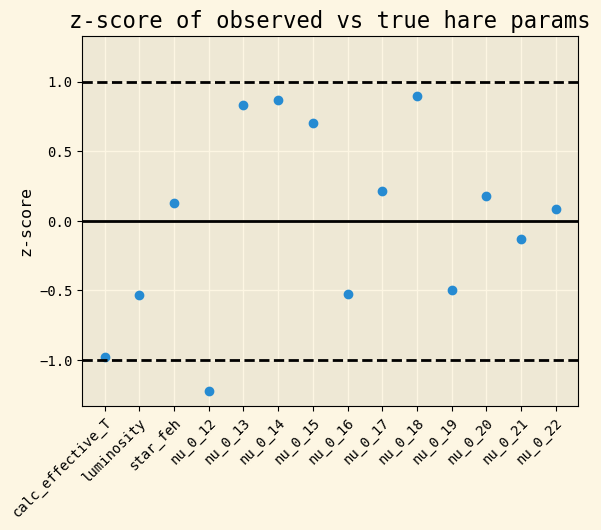 z-score of observed vs true hare params
z-score
1.0
0.5
0.0
−0.5
−1.0
calc_effective_T
luminosity
star_feh
nu_0_12
nu_0_13
nu_0_14
nu_0_15
nu_0_16
nu_0_17
nu_0_18
nu_0_19
nu_0_20
nu_0_21
nu_0_22